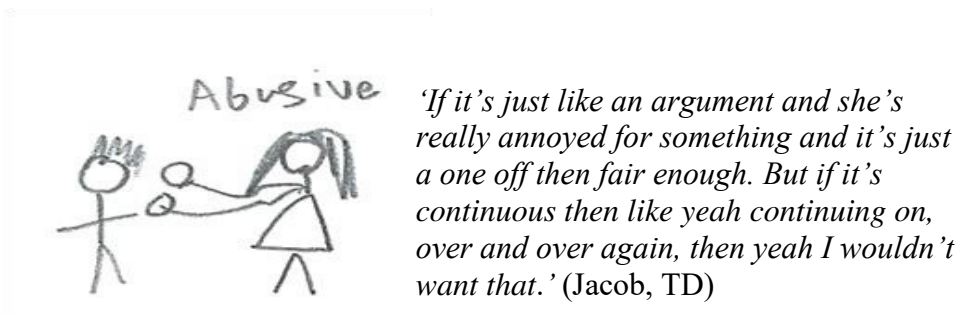 Abusive
‘If it’s just like an argument and she’s
really annoyed for something and it’s just
a one off then fair enough. But if it’s
continuous then like yeah continuing on,
over and over again, then yeah I wouldn’t
want that.’ (Jacob, TD)